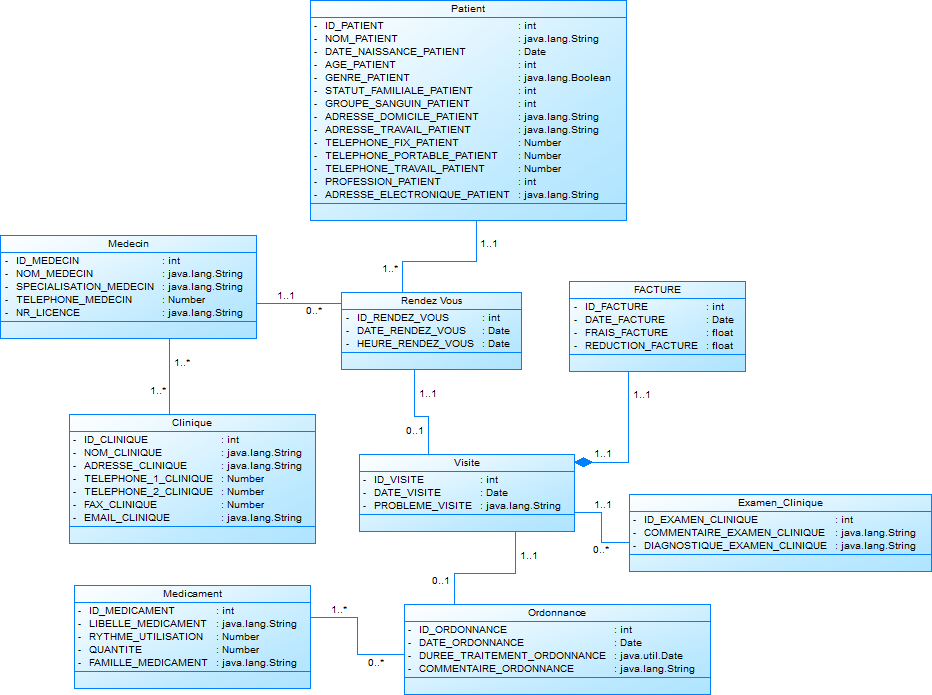 Patient
- ID_PATIENT : int
- NOM_PATIENT : java.lang.String
- DATE_NAISSANCE_PATIENT : Date
- AGE_PATIENT : int
- GENRE_PATIENT : java.lang.Boolean
- STATUT_FAMILIALE_PATIENT : int
- GROUPE_SANGUIN_PATIENT : int
- ADRESSE_DOMICILE_PATIENT : java.lang.String
- ADRESSE_TRAVAIL_PATIENT : java.lang.String
- TELEPHONE_FIX_PATIENT : Number
- TELEPHONE_PORTABLE_PATIENT : Number
- TELEPHONE_TRAVAIL_PATIENT : Number
- PROFESSION_PATIENT : int
- ADRESSE_ELECTRONIQUE_PATIENT : java.lang.String
1..1
1..*
Medecin
- ID_MEDECIN : int
- NOM_MEDECIN : java.lang.String
- SPECIALISATION_MEDECIN : java.lang.String
- TELEPHONE_MEDECIN : Number
- NR_LICENCE : java.lang.String
1..1
0..*
Rendez Vous
- ID_RENDEZ_VOUS : int
- DATE_RENDEZ_VOUS : Date
- HEURE_RENDEZ_VOUS : Date
FACTURE
- ID_FACTURE : int
- DATE_FACTURE : Date
- FRAIS_FACTURE : float
- REDUCTION_FACTURE : float
1..*
1..*
1..1
0..1
1..1
1..1
Clinique
- ID_CLINIQUE : int
- NOM_CLINIQUE : java.lang.String
- ADRESSE_CLINIQUE : java.lang.String
- TELEPHONE_1_CLINIQUE : Number
- TELEPHONE_2_CLINIQUE : Number
- FAX_CLINIQUE : Number
- EMAIL_CLINIQUE : java.lang.String
Visite
- ID_VISITE : int
- DATE_VISITE : Date
- PROBLEME_VISITE : java.lang.String
1..1
0..*
Examen_Clinique
- ID_EXAMEN_CLINIQUE : int
- COMMENTAIRE_EXAMEN_CLINIQUE : java.lang.String
- DIAGNOSTIQUE_EXAMEN_CLINIQUE : java.lang.String
1..1
0..1
Medicament
- ID_MEDICAMENT : int
- LIBELLE_MEDICAMENT : java.lang.String
- RYTHME_UTILISATION : Number
- QUANTITE : Number
- FAMILLE_MEDICAMENT : java.lang.String
1..*
0..*
Ordonnance
- ID_ORDONNANCE : int
- DATE_ORDONNANCE : Date
- DUREE_TRAITEMENT_ORDONNANCE : java.util.Date
- COMMENTAIRE_ORDONNANCE : java.lang.String